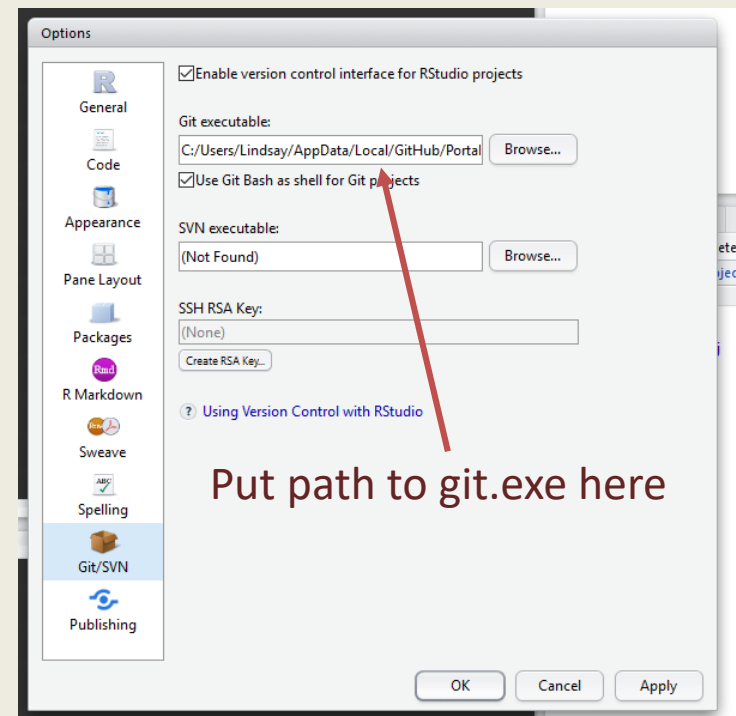 Options
General
Code
Appearance
Pane Layout
Packages
Rmd
R Markdown
Sweave
ABC
Spelling
Git/SVN
Publishing
Enable version control interface for RStudio projects
Git executable:
C:/Users/Lindsay/AppData/Local/GitHub/Portal Browse...
Use Git Bash as shell for Git projects
SVN executable:
(Not Found) Browse...
SSH RSA Key:
(None)
Create RSA Key...
? Using Version Control with RStudio
Put path to git.exe here
OK Cancel Apply
ete